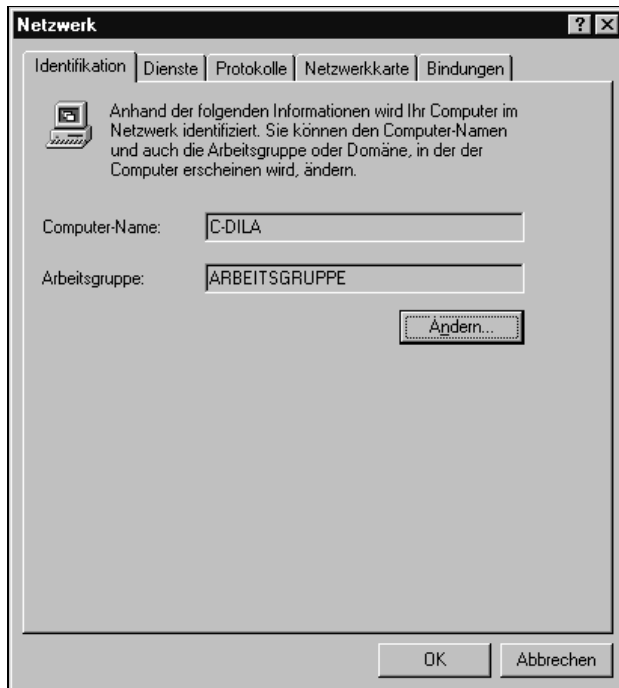 Netzwerk
Identifikation Dienste Protokolle Netzwerkkarte Bindungen
Anhand der folgenden Informationen wird Ihr Computer im
Netzwerk identifiziert. Sie können den Computer-Namen
und auch die Arbeitsgruppe oder Domäne, in der der
Computer erscheinen wird, ändern.
Computer-Name: C-DILA
Arbeitsgruppe: ARBEITSGRUPPE
Ändern...
OK Abbrechen